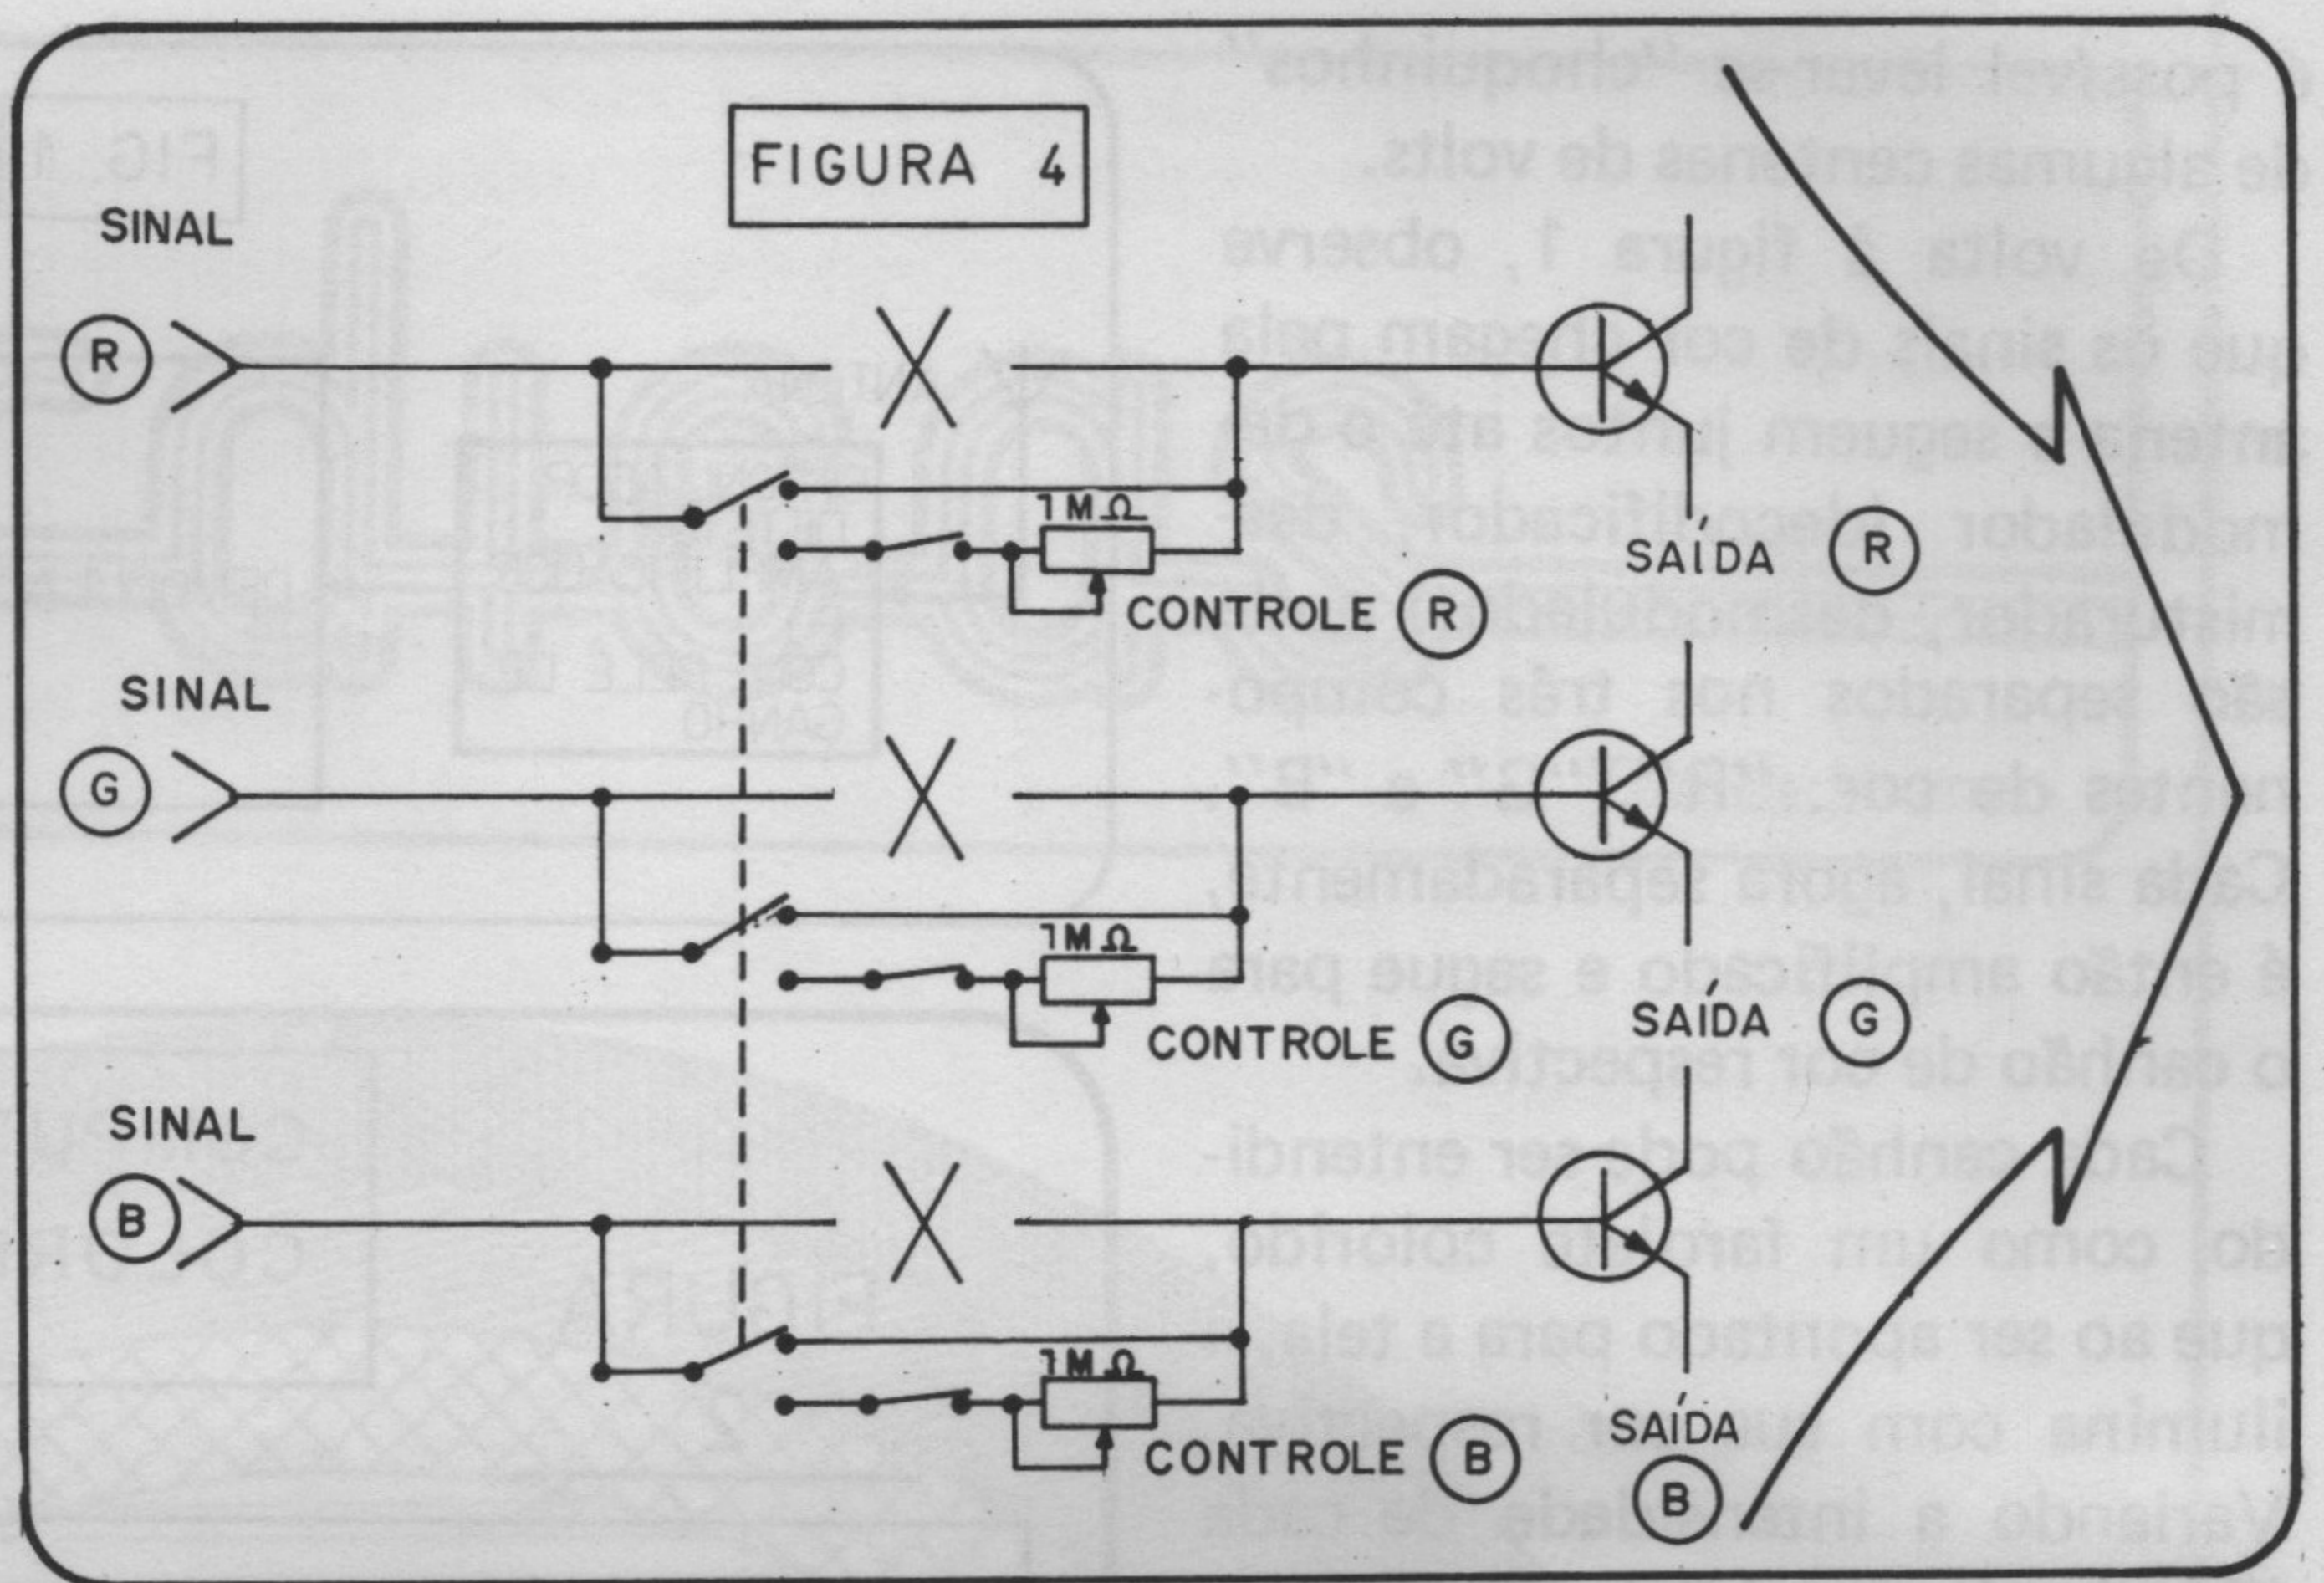 FIGURA 4
SINAL
R
1MΩ
CONTROLE R
SAÍDA R
SINAL
G
1MΩ
CONTROLE G
SAÍDA G
SINAL
B
1MΩ
CONTROLE B
SAÍDA
B